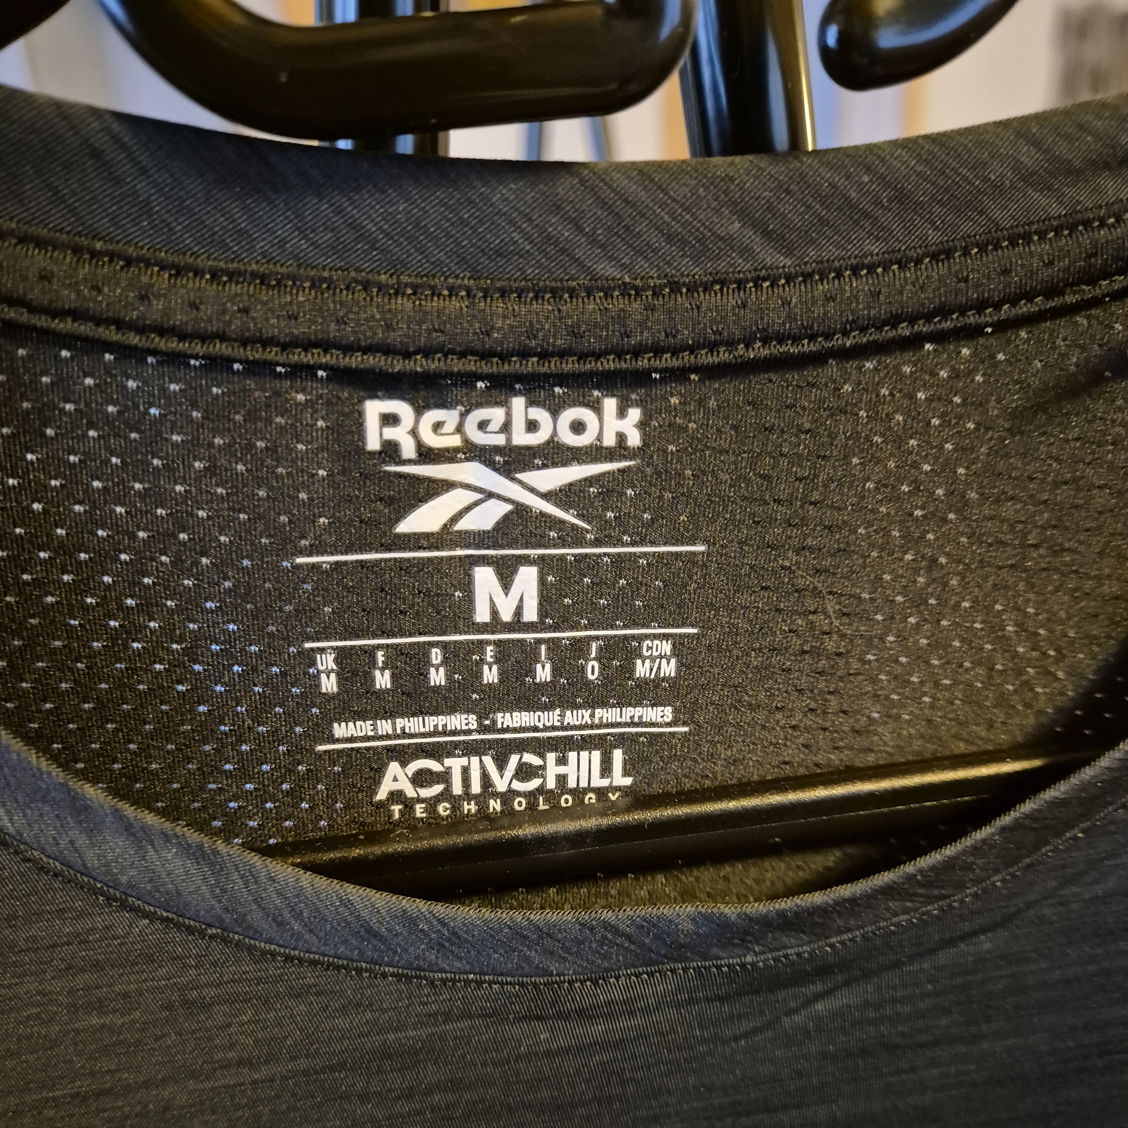 Reebok
M
UK F D E I J CDN
M M M M M O M/M
MADE IN PHILIPPINES - FABRIQUÉ AUX PHILIPPINES
ACTIVCHILL
TECHNOLOGY